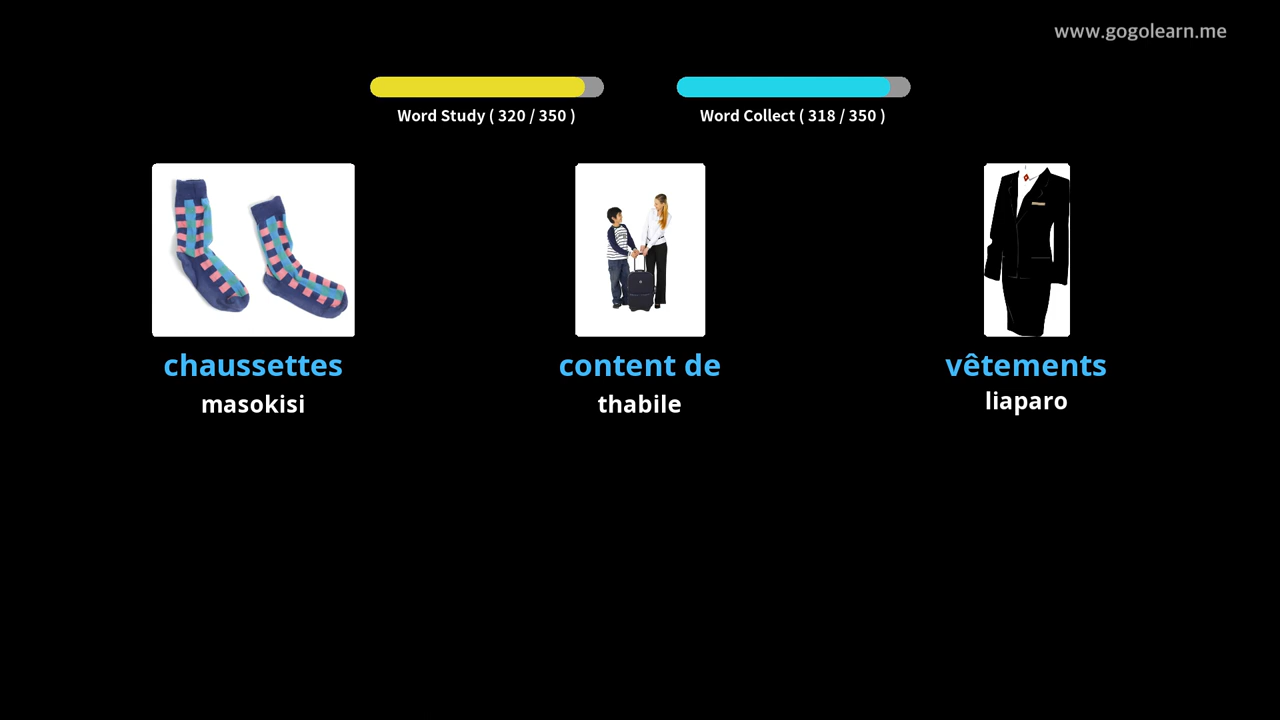 www.gogolearn.me
Word Study ( 320 / 350 )
Word Collect ( 318 / 350 )
chaussettes
masokisi
content de
thabile
vêtements
liaparo